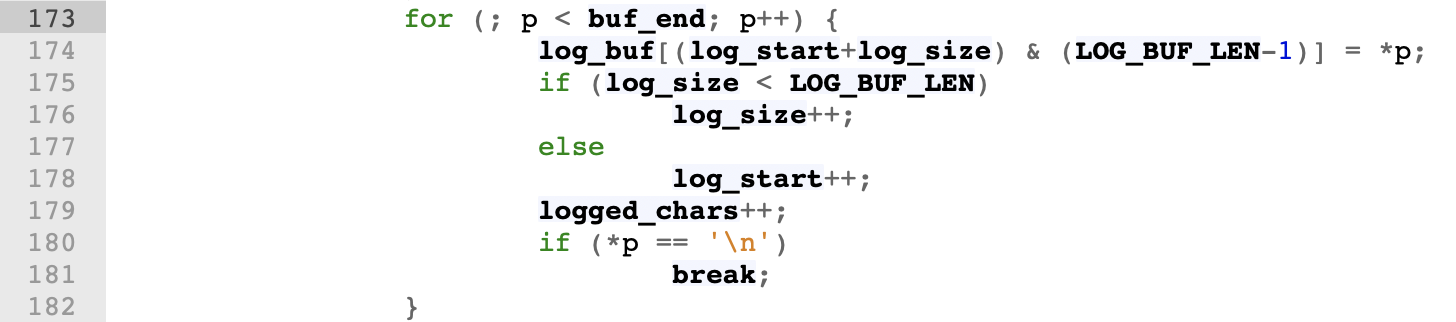 173 for (; p < buf_end; p++) {
174 log_buf[(log_start+log_size) & (LOG_BUF_LEN-1)] = *p;
175 if (log_size < LOG_BUF_LEN)
176 log_size++;
177 else
178 log_start++;
179 logged_chars++;
180 if (*p == '\n')
181 break;
182 }